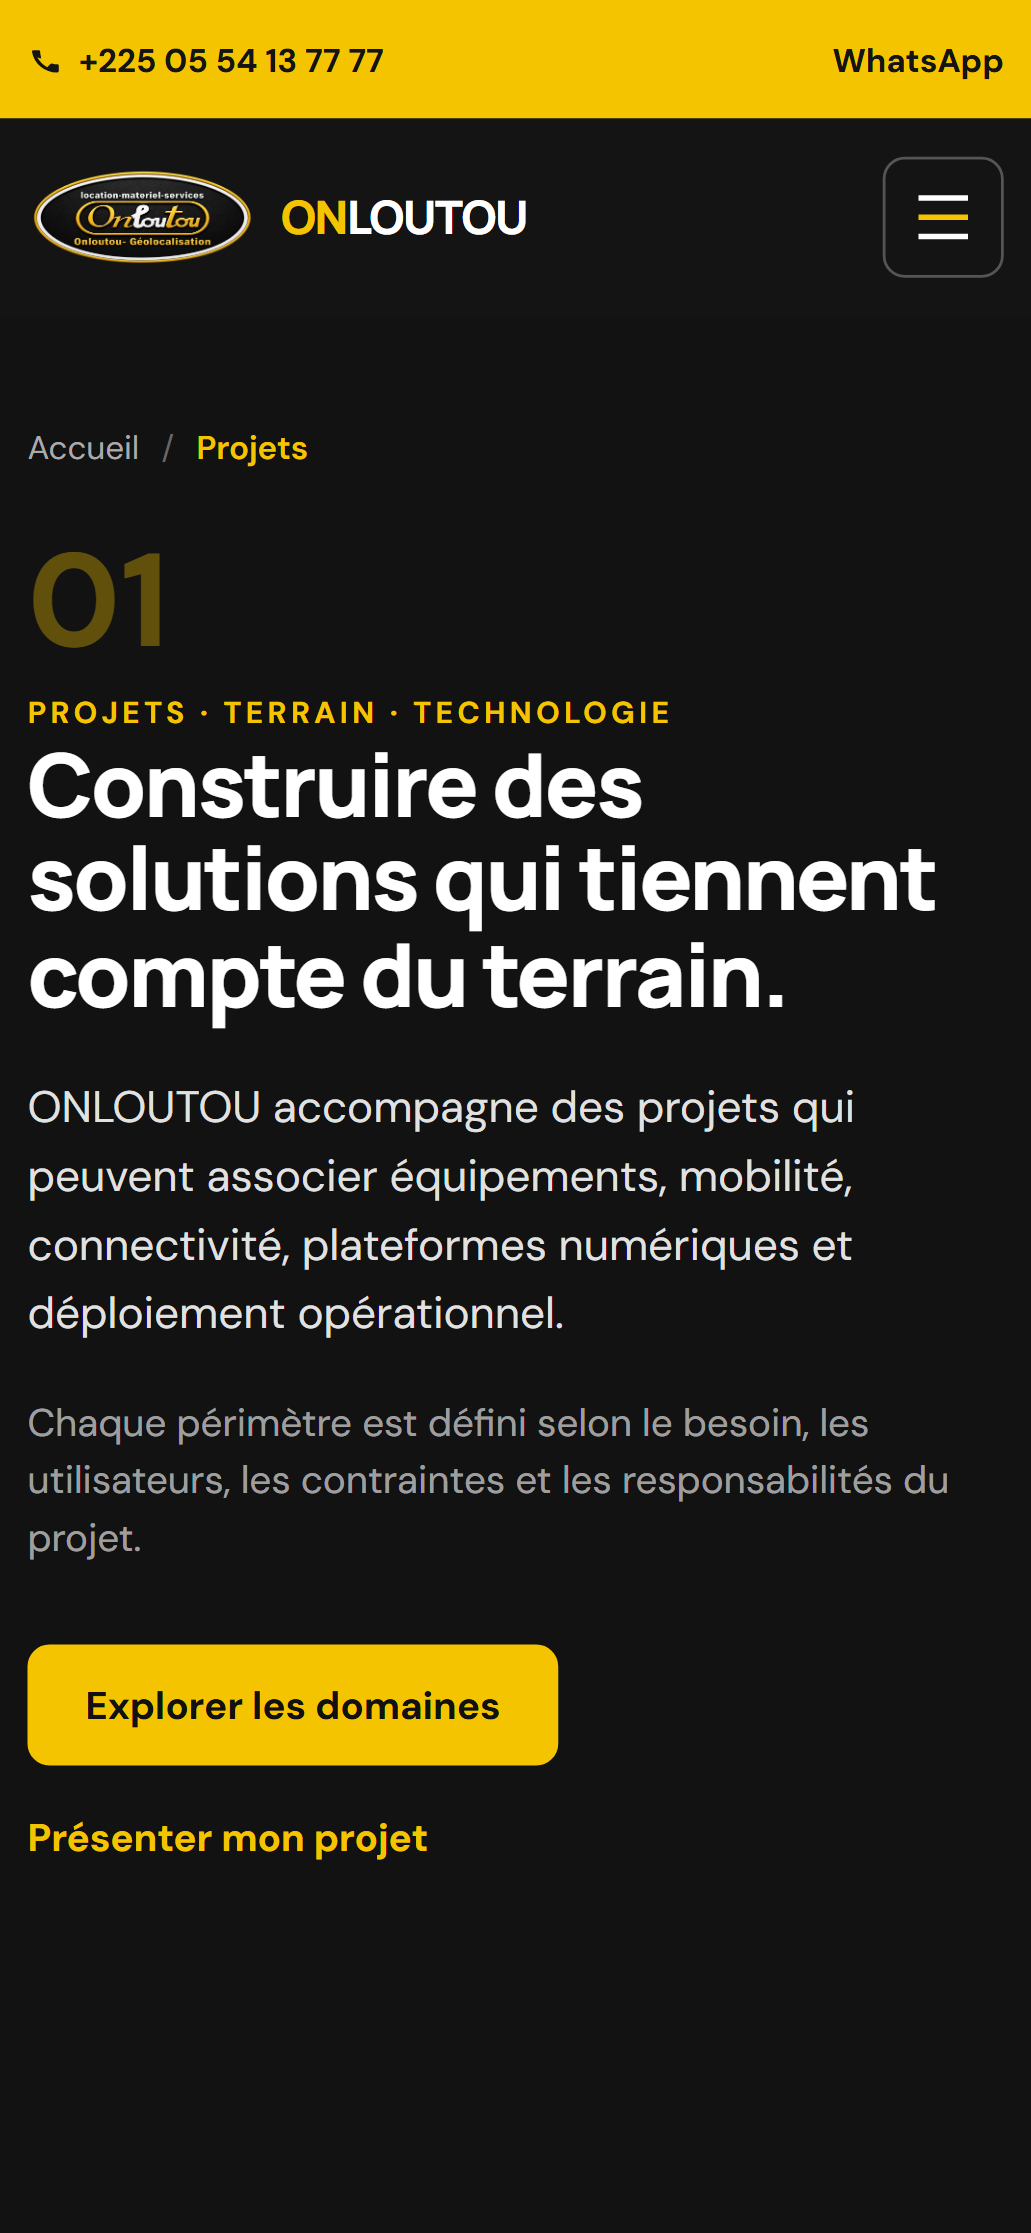 +225 05 54 13 77 77
WhatsApp
location-materiel-services
Onloutou
Onloutou- Géolocalisation
ONLOUTOU
Accueil / Projets
01
PROJETS · TERRAIN · TECHNOLOGIE
Construire des
solutions qui tiennent
compte du terrain.
ONLOUTOU accompagne des projets qui
peuvent associer équipements, mobilité,
connectivité, plateformes numériques et
déploiement opérationnel.
Chaque périmètre est défini selon le besoin, les
utilisateurs, les contraintes et les responsabilités du
projet.
Explorer les domaines
Présenter mon projet